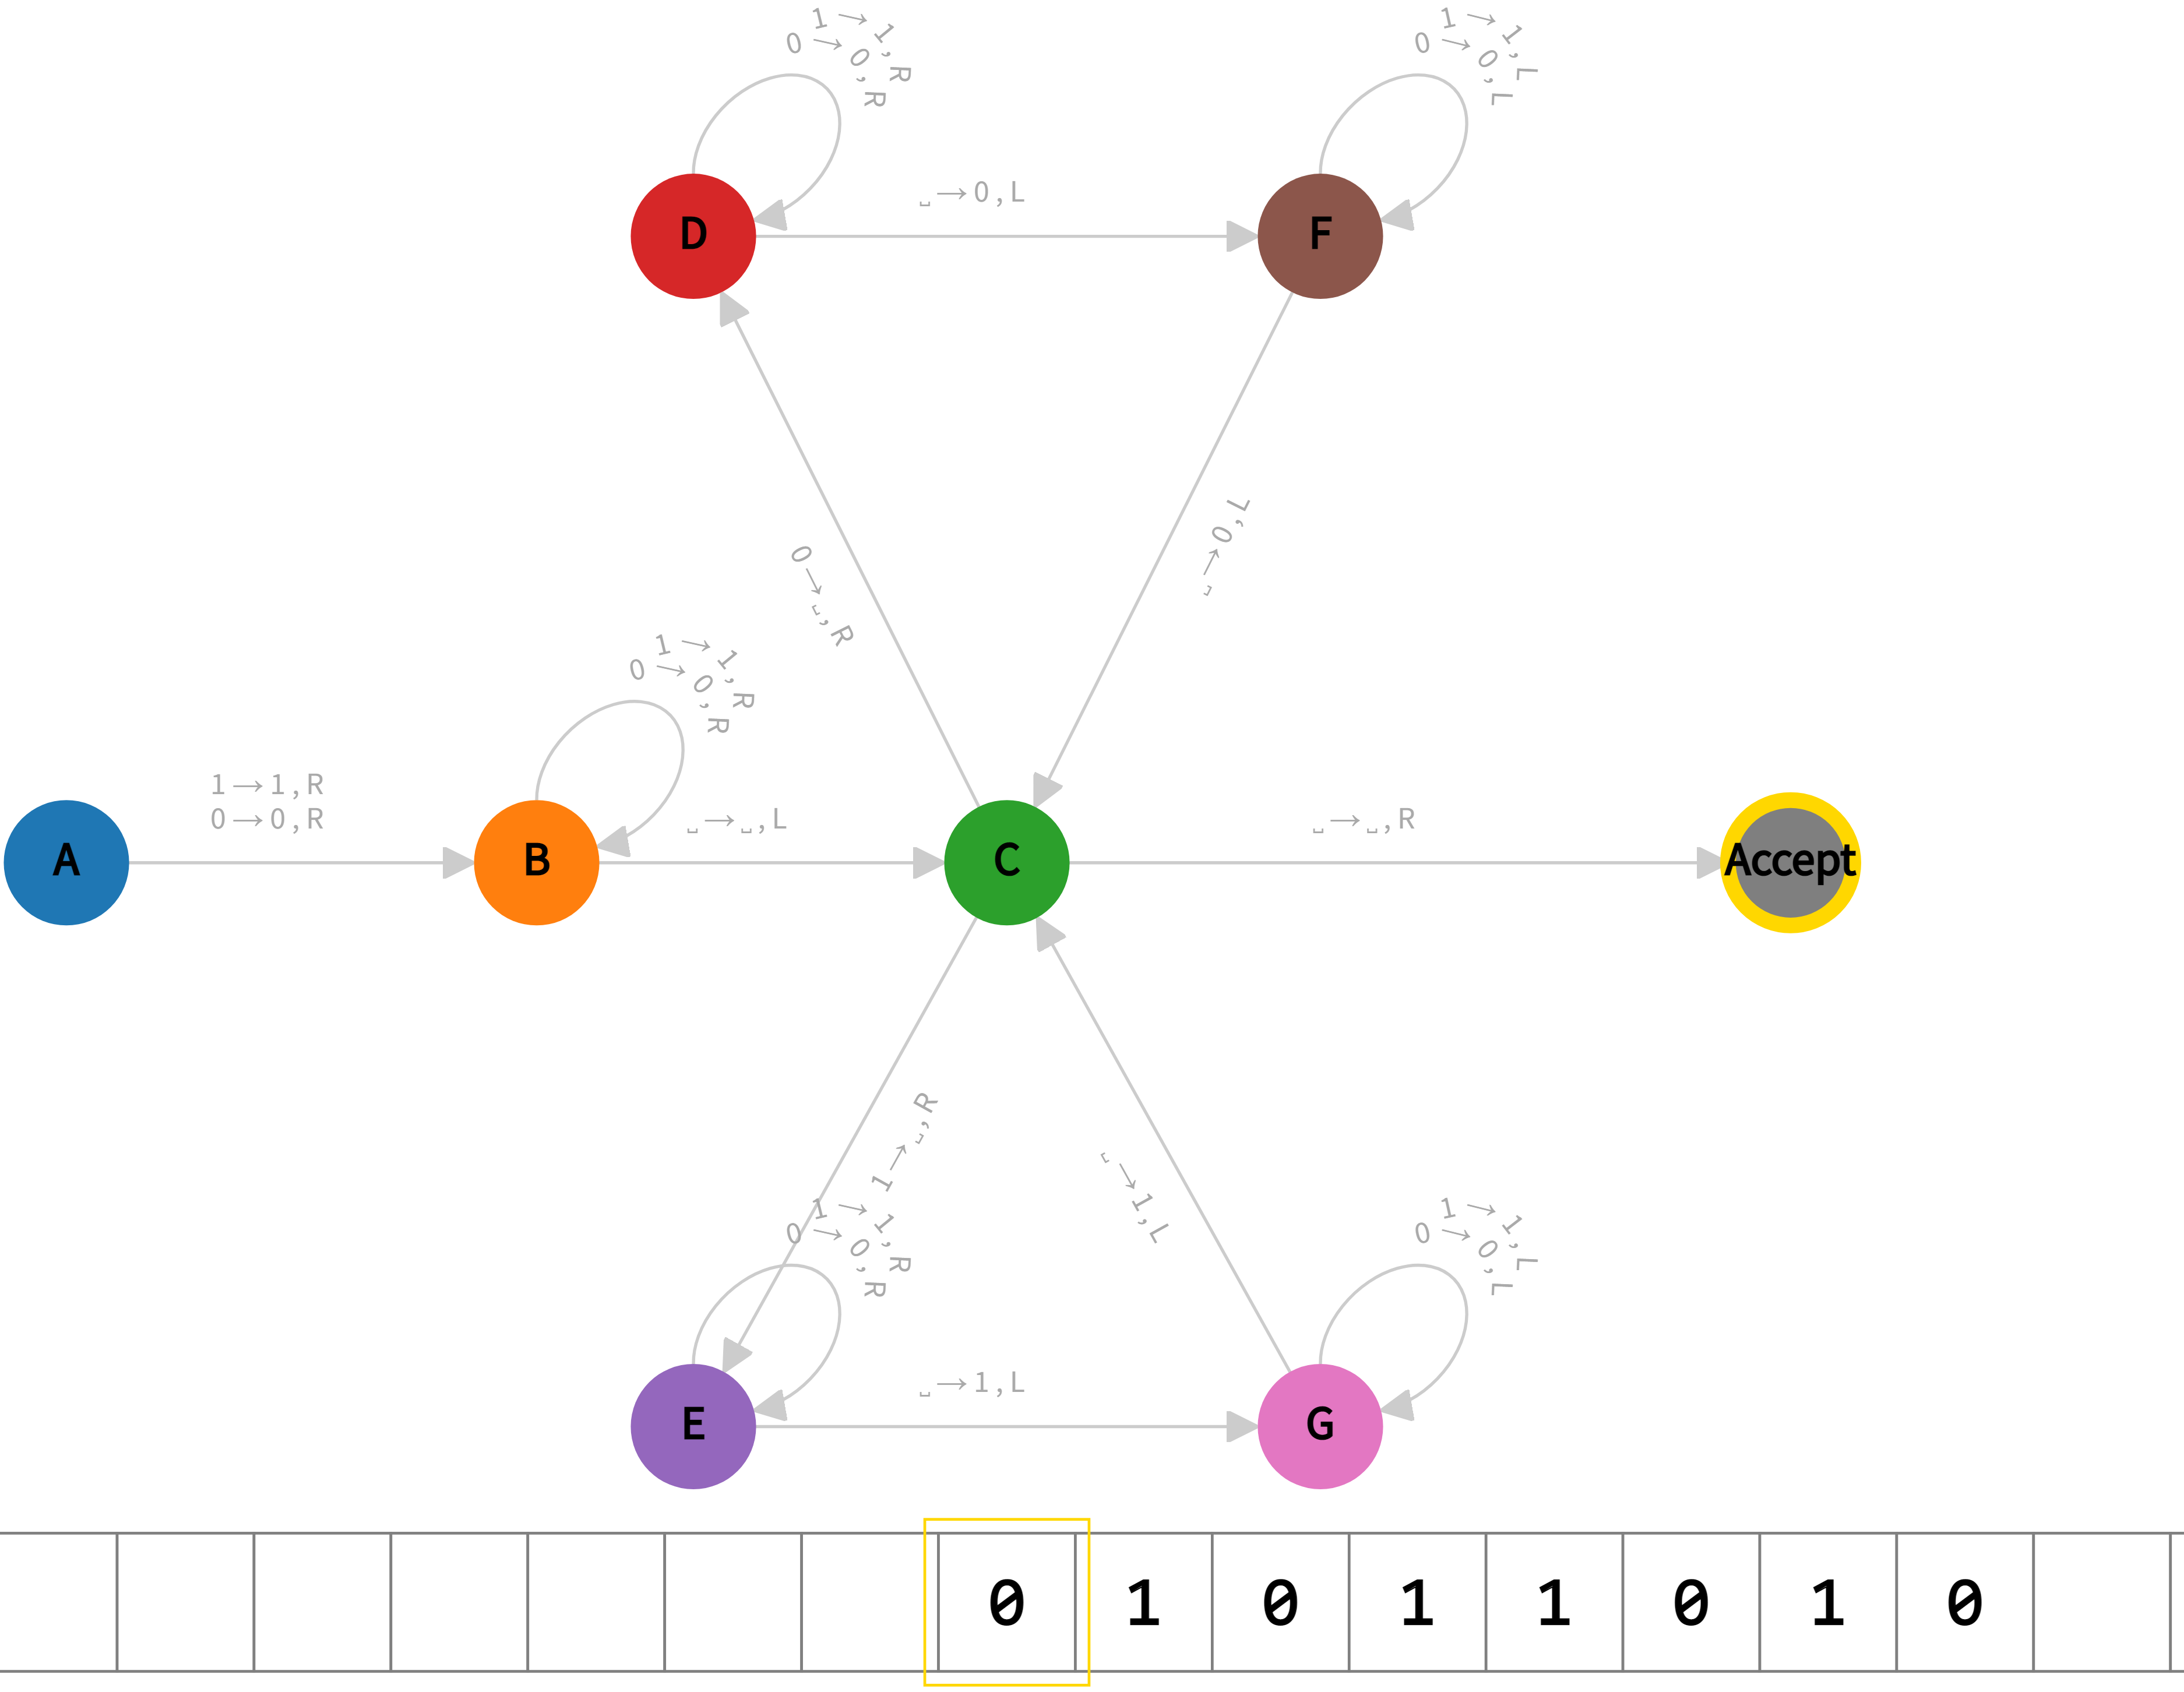 1→1,R
0→0,R
1→1,L
0→0,L
D
␣→0,L
F
0→␣,R
␣→0,L
1→1,R
0→0,R
1→1,R
0→0,R
␣→␣,L
␣→␣,R
A
B
C
Accept
1→␣,R
␣→1,L
1→1,R
0→0,R
1→1,L
0→0,L
E
␣→1,L
G
0 1 0 1 1 0 1 0